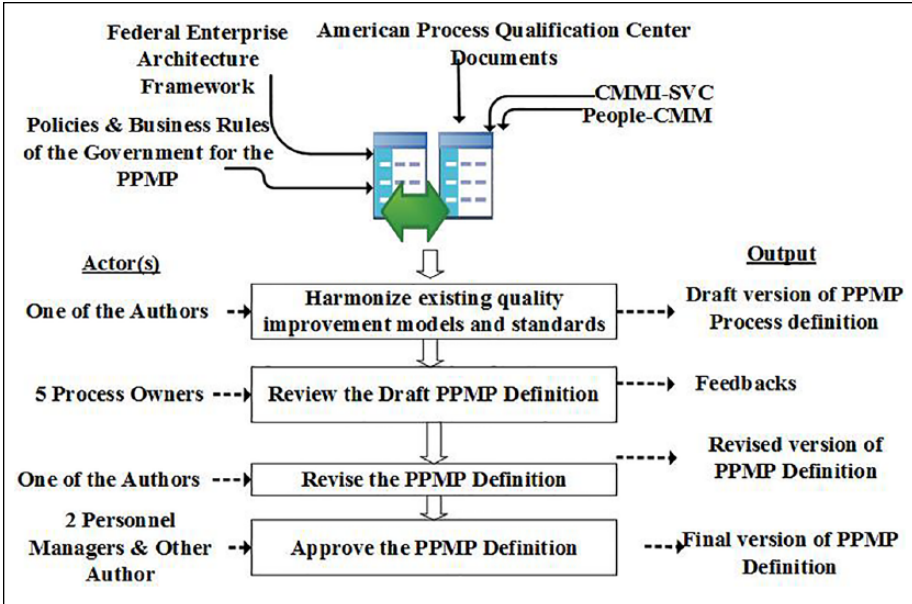 Federal Enterprise
Architecture
Framework
American Process Qualification Center
Documents
CMMI-SVC
People-CMM
Policies & Business Rules
of the Government for the
PPMP
Actor(s)
Output
One of the Authors
Harmonize existing quality
improvement models and standards
Draft version of PPMP
Process definition
5 Process Owners
Review the Draft PPMP Definition
Feedbacks
One of the Authors
Revise the PPMP Definition
Revised version of
PPMP Definition
2 Personnel
Managers & Other
Author
Approve the PPMP Definition
Final version of PPMP
Definition